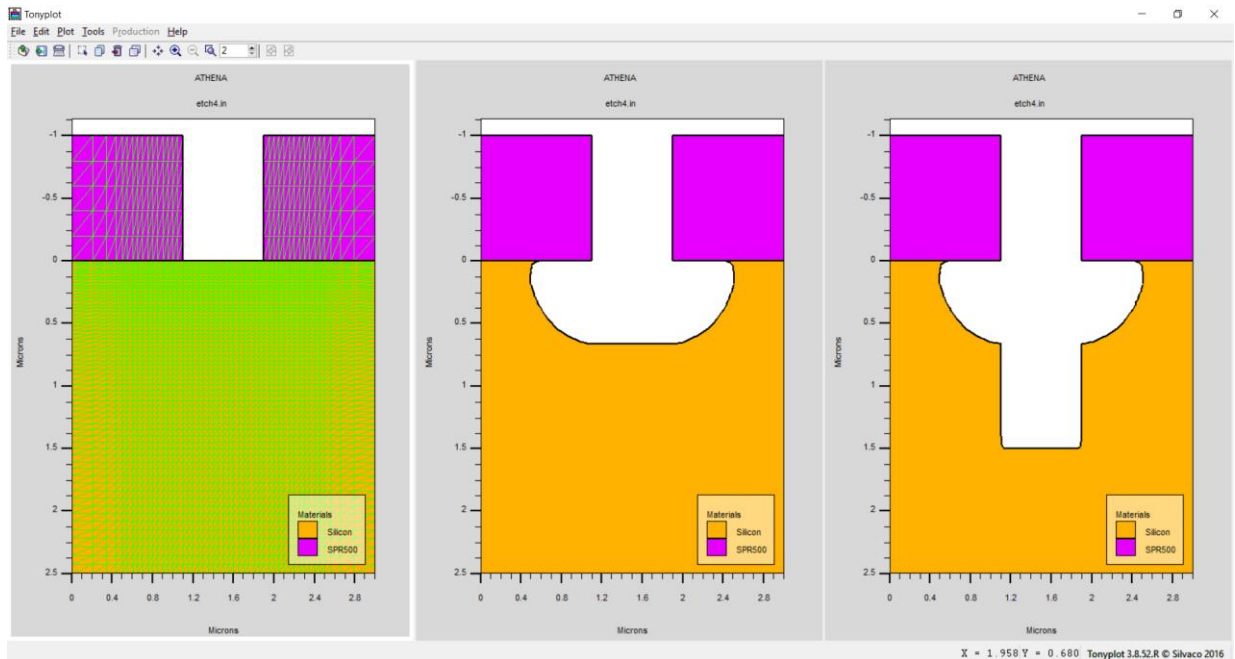 Tonyplot
File Edit Plot Tools Production Help
2
ATHENA
etch4.in
-1
-0.5
0
0.5
1
1.5
2
2.5
Microns
Materials
Silicon
SPR500
0 0.4 0.8 1.2 1.6 2 2.4 2.8
Microns
ATHENA
etch4.in
-1
-0.5
0
0.5
1
1.5
2
2.5
Microns
Materials
Silicon
SPR500
0 0.4 0.8 1.2 1.6 2 2.4 2.8
Microns
ATHENA
etch4.in
-1
-0.5
0
0.5
1
1.5
2
2.5
Microns
Materials
Silicon
SPR500
0 0.4 0.8 1.2 1.6 2 2.4 2.8
Microns
X = 1.958 Y = 0.680 Tonyplot 3.8.52.R © Silvaco 2016